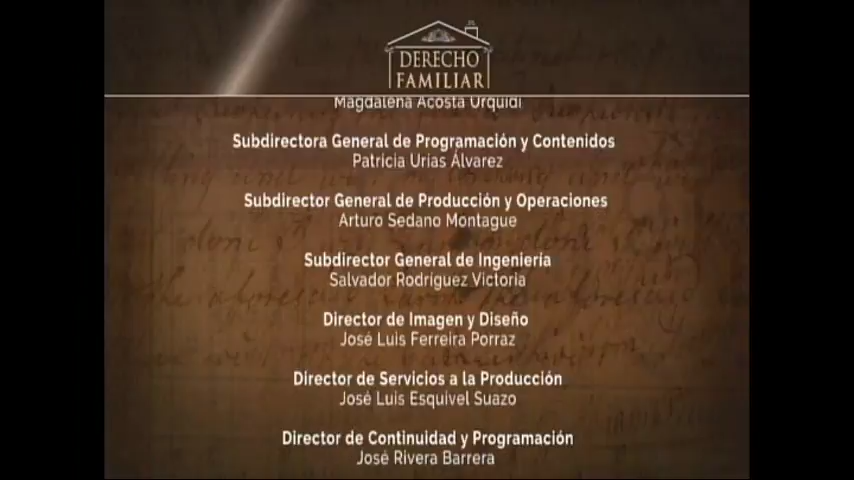 DERECHO
FAMILIAR
Magdalena Acosta Urquidi
Subdirectora General de Programación y Contenidos
Patricia Urías Álvarez
Subdirector General de Producción y Operaciones
Arturo Sedano Montague
Subdirector General de Ingeniería
Salvador Rodríguez Victoria
Director de Imagen y Diseño
José Luis Ferreira Porraz
Director de Servicios a la Producción
José Luis Esquivel Suazo
Director de Continuidad y Programación
José Rivera Barrera